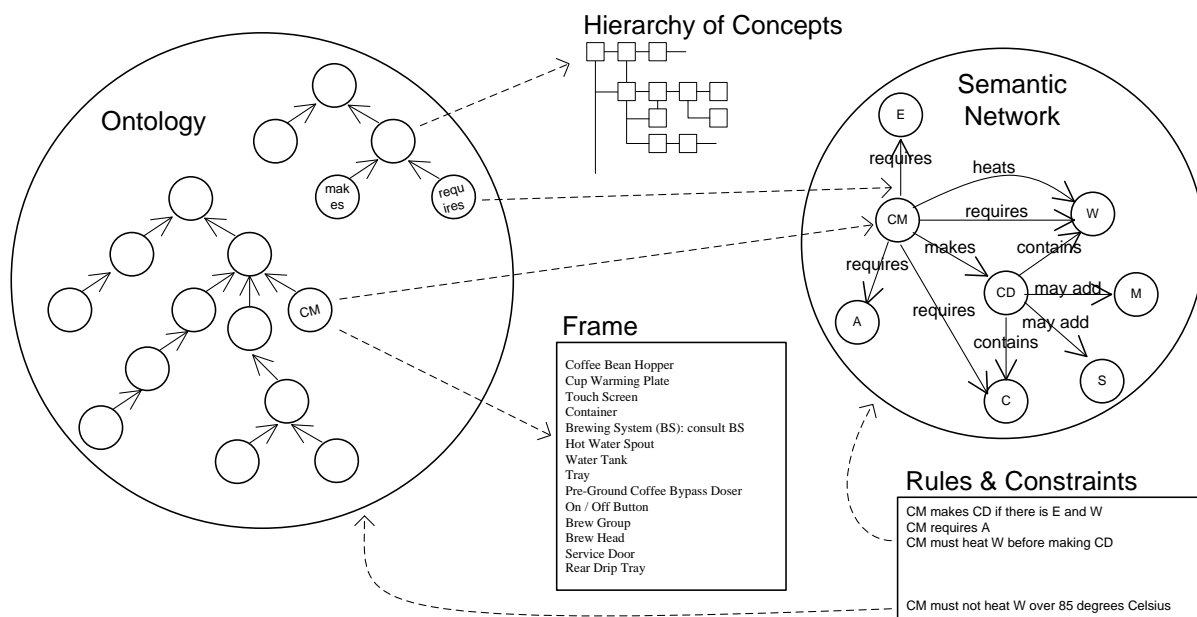 Hierarchy of Concepts
Ontology
mak
es
requ
ires
CM
Semantic
Network
E
requires
heats
CM
requires
W
makes
contains
requires
CD
may add
M
A
requires
may add
contains
S
C
Frame
Coffee Bean Hopper
Cup Warming Plate
Touch Screen
Container
Brewing System (BS): consult BS
Hot Water Spout
Water Tank
Tray
Pre-Ground Coffee Bypass Doser
On / Off Button
Brew Group
Brew Head
Service Door
Rear Drip Tray
Rules & Constraints
CM makes CD if there is E and W
CM requires A
CM must heat W before making CD
CM must not heat W over 85 degrees Celsius